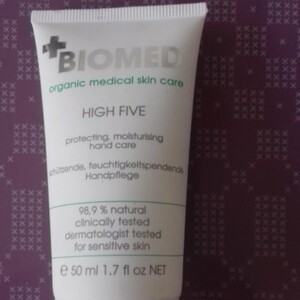 +BIOMED
organic medical skin care
HIGH FIVE
protecting, moisturising
hand care
schützende, feuchtigkeitspendende
Handpflege
98,9 % natural
clinically tested
dermatologist tested
for sensitive skin
e 50 ml 1.7 fl oz NET